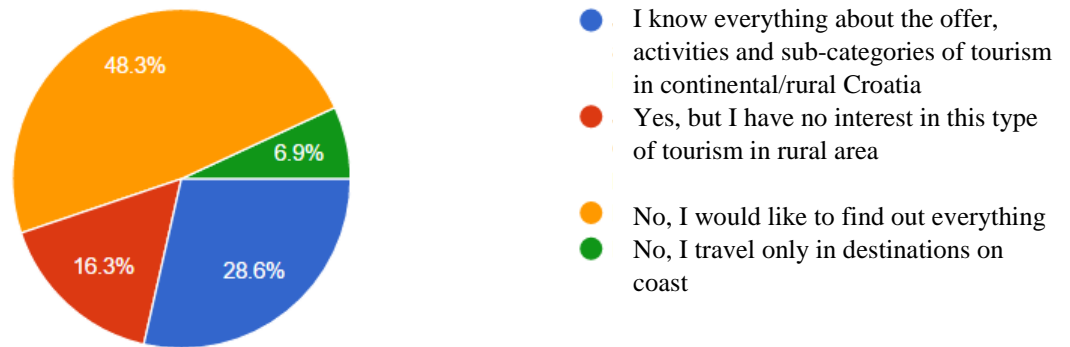 48.3%
6.9%
16.3%
28.6%
I know everything about the offer,
activities and sub-categories of tourism
in continental/rural Croatia
Yes, but I have no interest in this type
of tourism in rural area
No, I would like to find out everything
No, I travel only in destinations on
coast